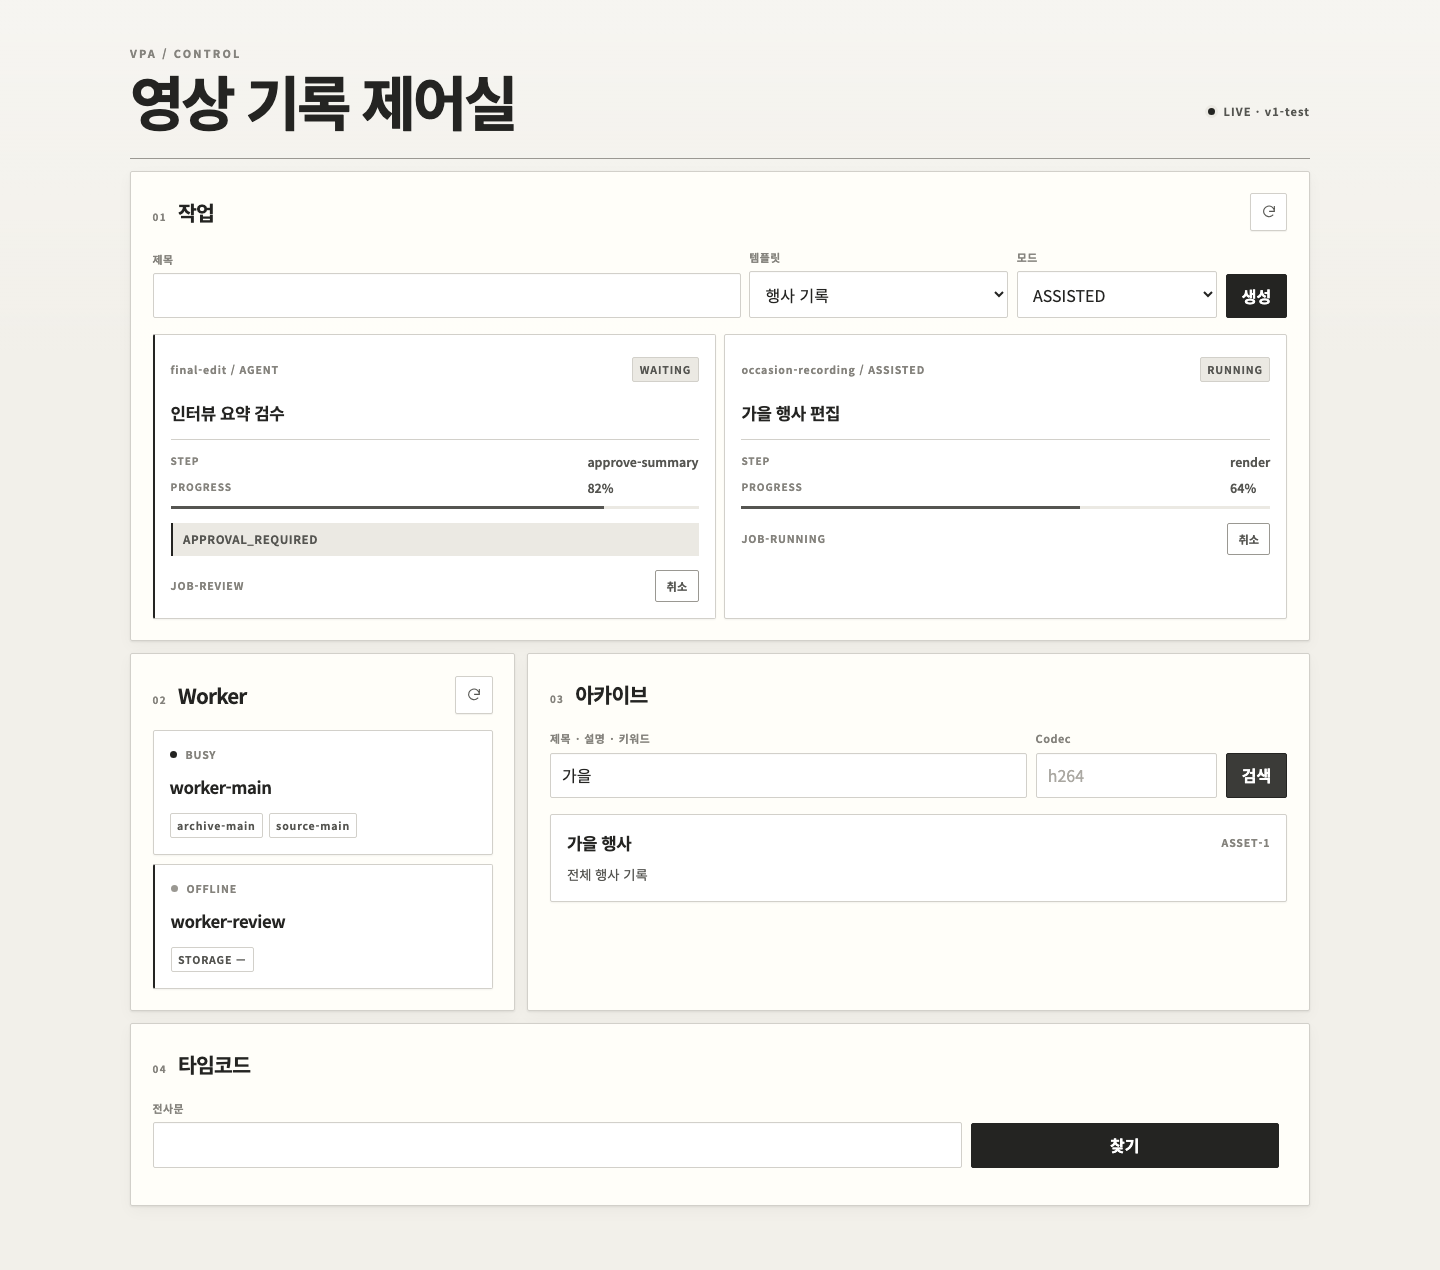 VPA / CONTROL
영상 기록 제어실
LIVE · v1-test
01 작업
제목
템플릿
모드
행사 기록
ASSISTED
생성
final-edit / AGENT
WAITING
인터뷰 요약 검수
STEP
approve-summary
PROGRESS
82%
APPROVAL_REQUIRED
JOB-REVIEW
취소
occasion-recording / ASSISTED
RUNNING
가을 행사 편집
STEP
render
PROGRESS
64%
JOB-RUNNING
취소
02 Worker
BUSY
worker-main
archive-main
source-main
OFFLINE
worker-review
STORAGE —
03 아카이브
제목 · 설명 · 키워드
Codec
가을
h264
검색
가을 행사
ASSET-1
전체 행사 기록
04 타임코드
전사문
찾기